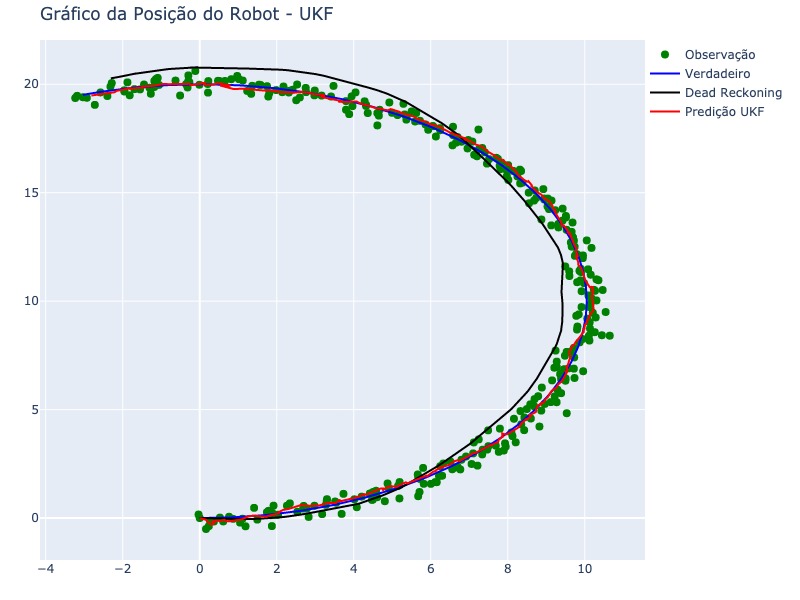 Gráfico da Posição do Robot - UKF
Observação
Verdadeiro
Dead Reckoning
Predição UKF
20
15
10
5
0
−4
−2
0
2
4
6
8
10